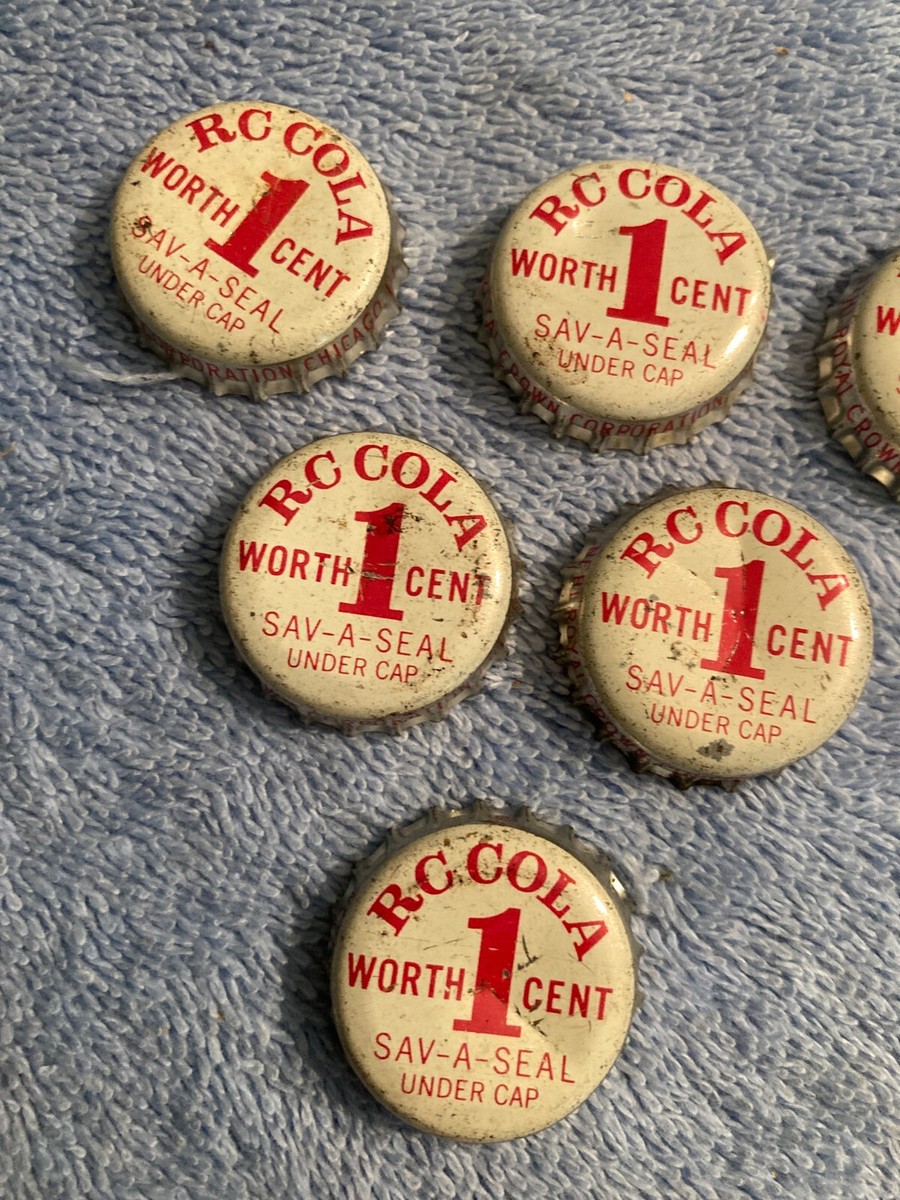 RC COLA
WORTH 1 CENT
SAV-A-SEAL
UNDER CAP
CORPORATION, CHICAGO, I
RC COLA
WORTH 1 CENT
SAV-A-SEAL
UNDER CAP
CROWN CORPORATION
W
ROYAL CROWN
RC COLA
WORTH 1 CENT
SAV-A-SEAL
UNDER CAP
RC COLA
WORTH 1 CENT
SAV-A-SEAL
UNDER CAP
RC COLA
WORTH 1 CENT
SAV-A-SEAL
UNDER CAP